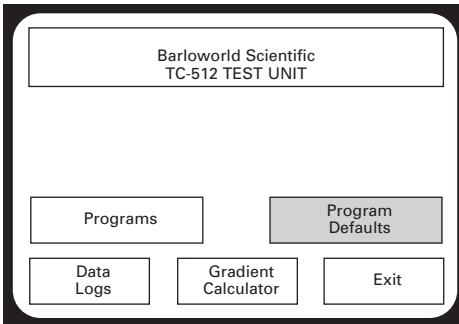 Barloworld Scientific
TC-512 TEST UNIT
Programs
Program
Defaults
Data
Logs
Gradient
Calculator
Exit